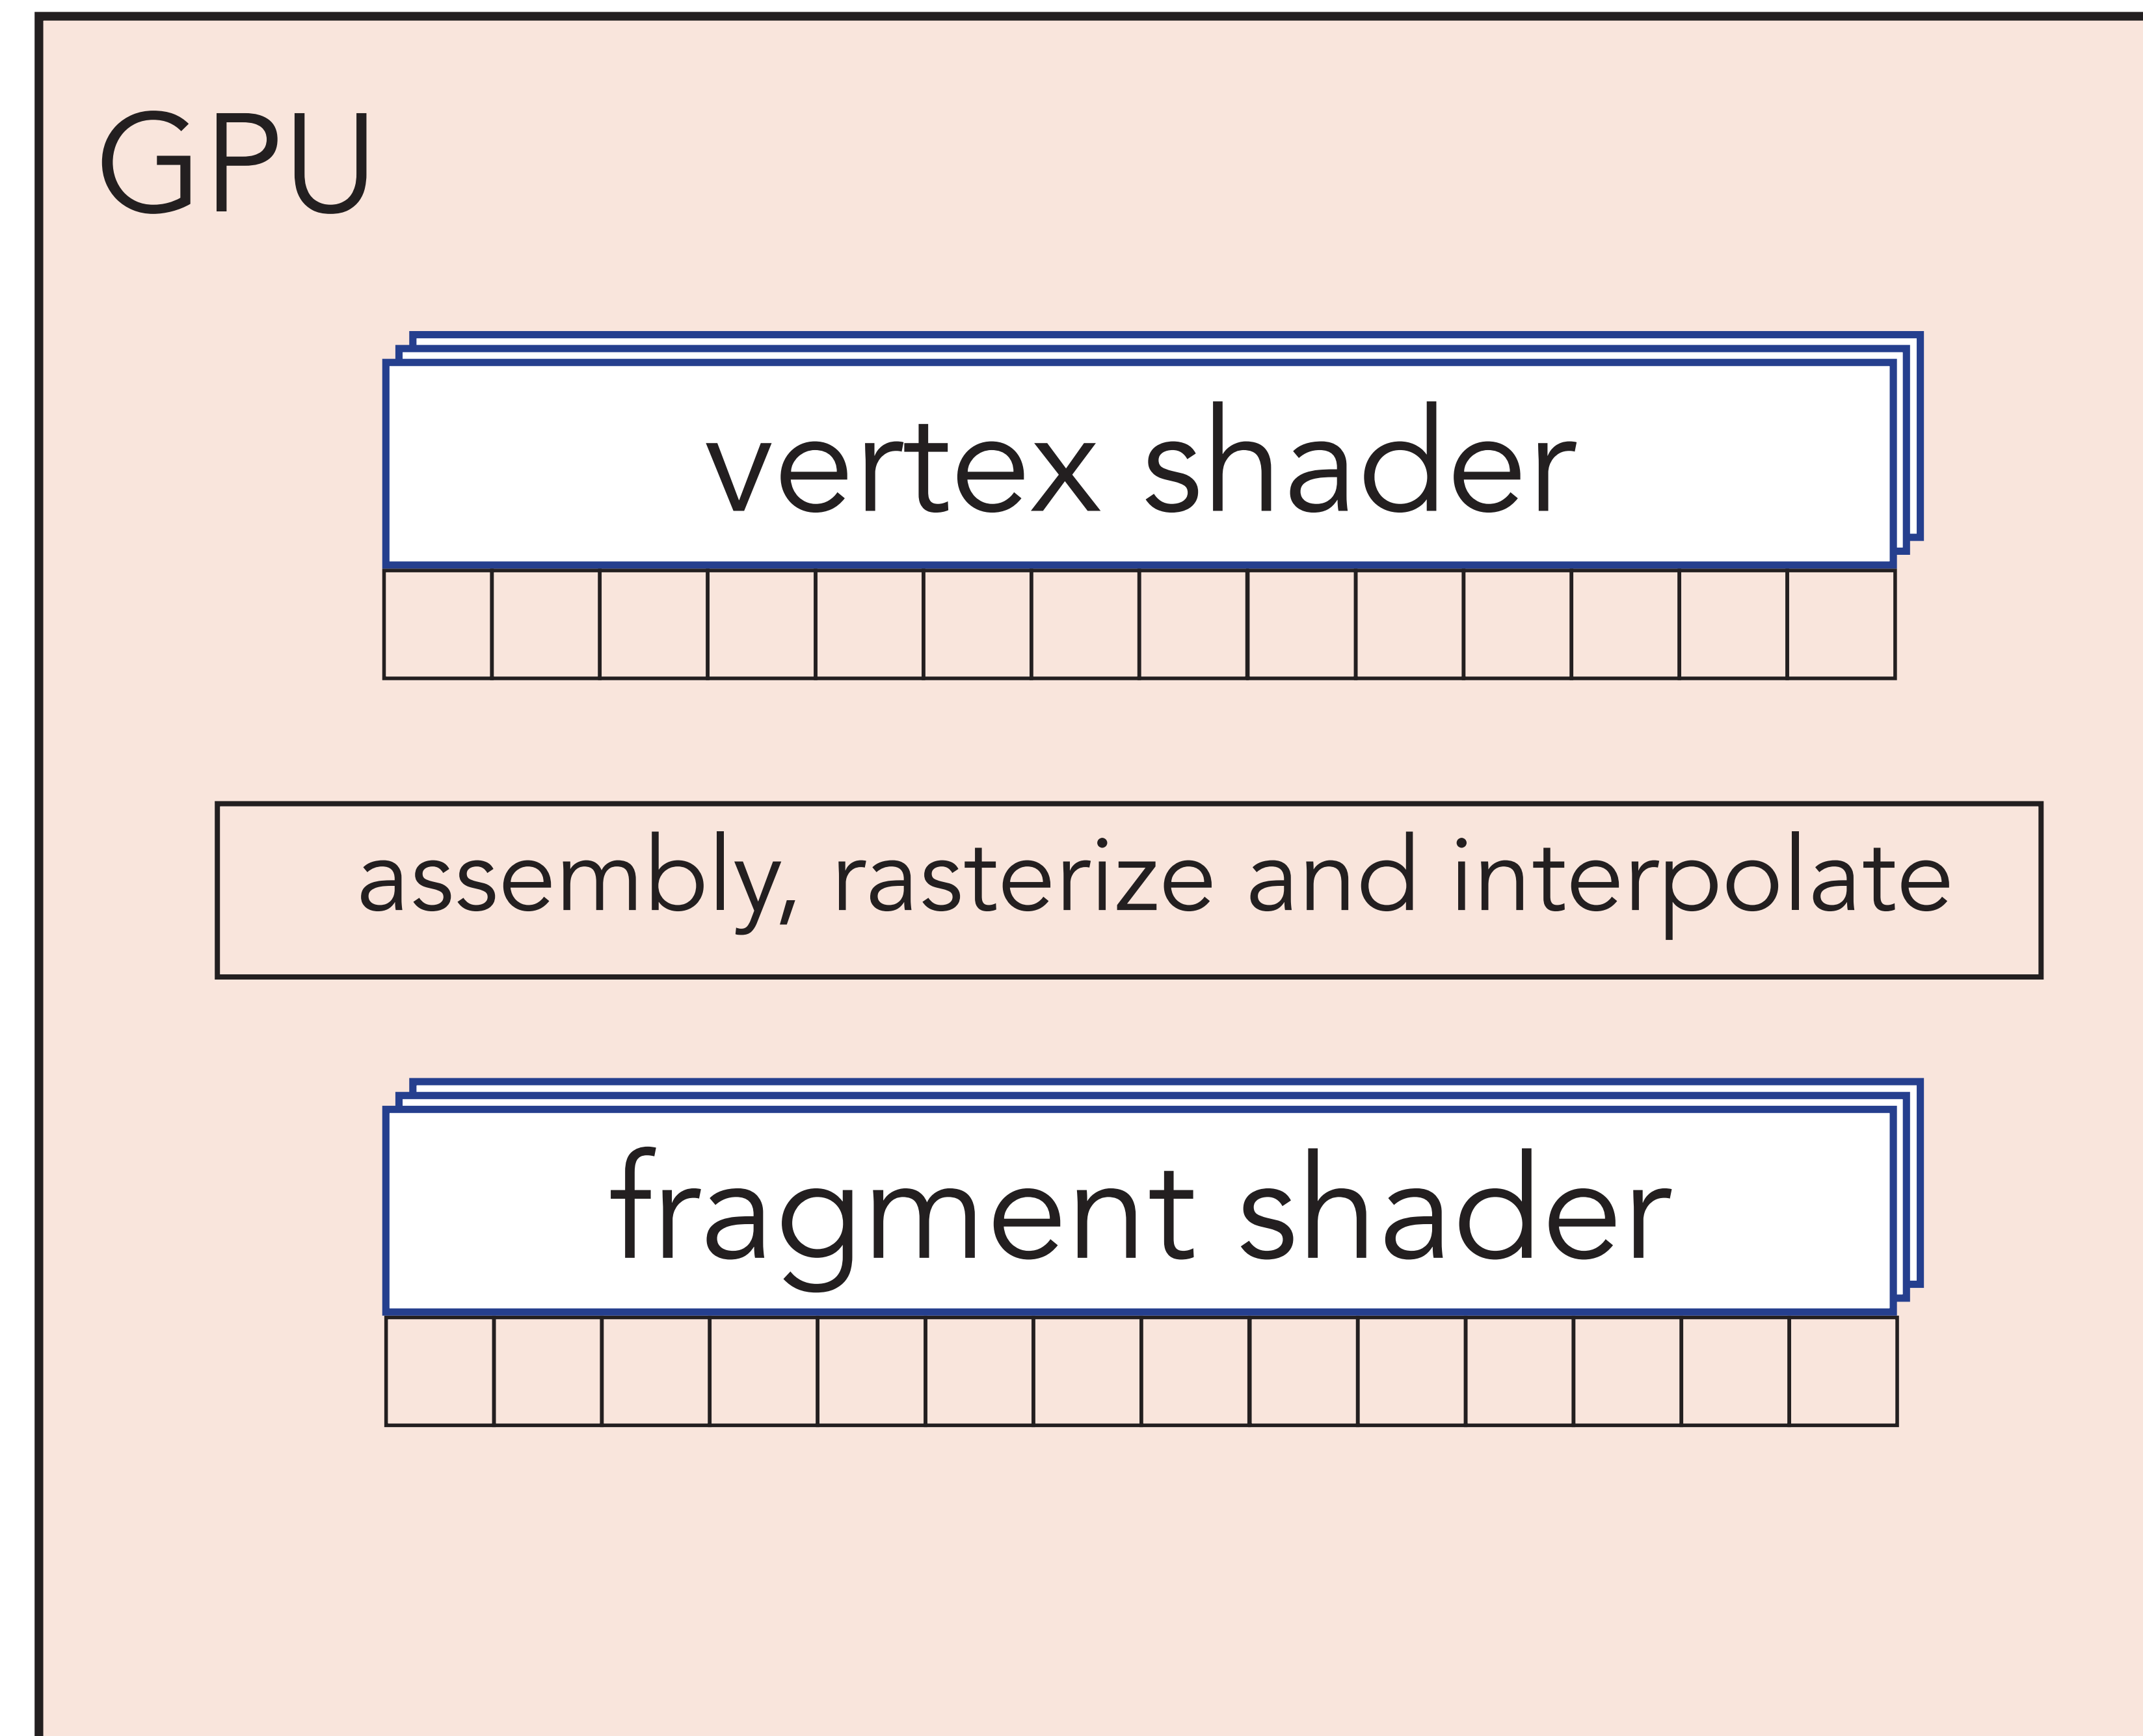 GPU
vertex shader
assembly, rasterize and interpolate
fragment shader